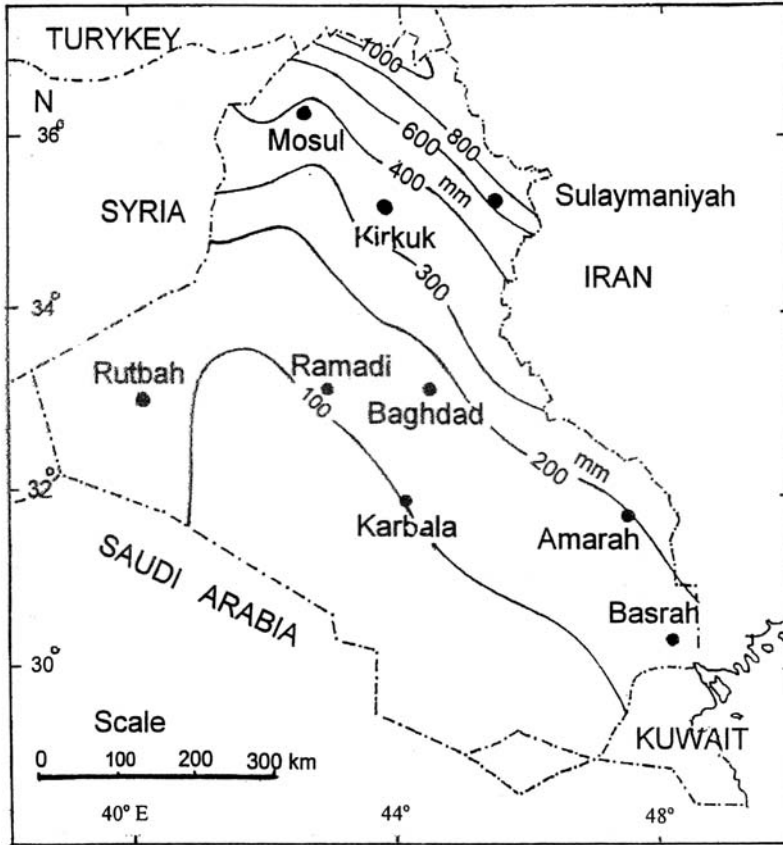 TURYKEY
1000
N
36°
800
600
Mosul
400
mm
Sulaymaniyah
SYRIA
Kirkuk
IRAN
300
34°
Rutbah
Ramadi
100
Baghdad
mm
200
32°
Karbala
Amarah
SAUDI ARABIA
Basrah
30°
Scale
KUWAIT
0 100 200 300 km
40° E 44° 48°